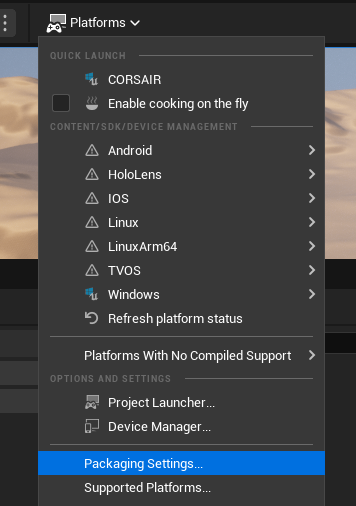 Platforms
QUICK LAUNCH
CORSAIR
Enable cooking on the fly
CONTENT/SDK/DEVICE MANAGEMENT
Android
HoloLens
IOS
Linux
LinuxArm64
TVOS
Windows
Refresh platform status
Platforms With No Compiled Support
OPTIONS AND SETTINGS
Project Launcher...
Device Manager...
Packaging Settings...
Supported Platforms...